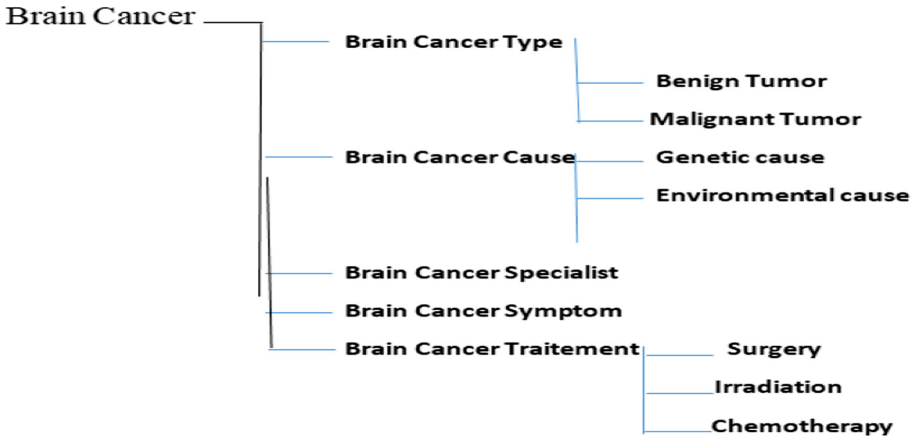 Brain Cancer
Brain Cancer Type
Benign Tumor
Malignant Tumor
Brain Cancer Cause
Genetic cause
Environmental cause
Brain Cancer Specialist
Brain Cancer Symptom
Brain Cancer Traitement
Surgery
Irradiation
Chemotherapy